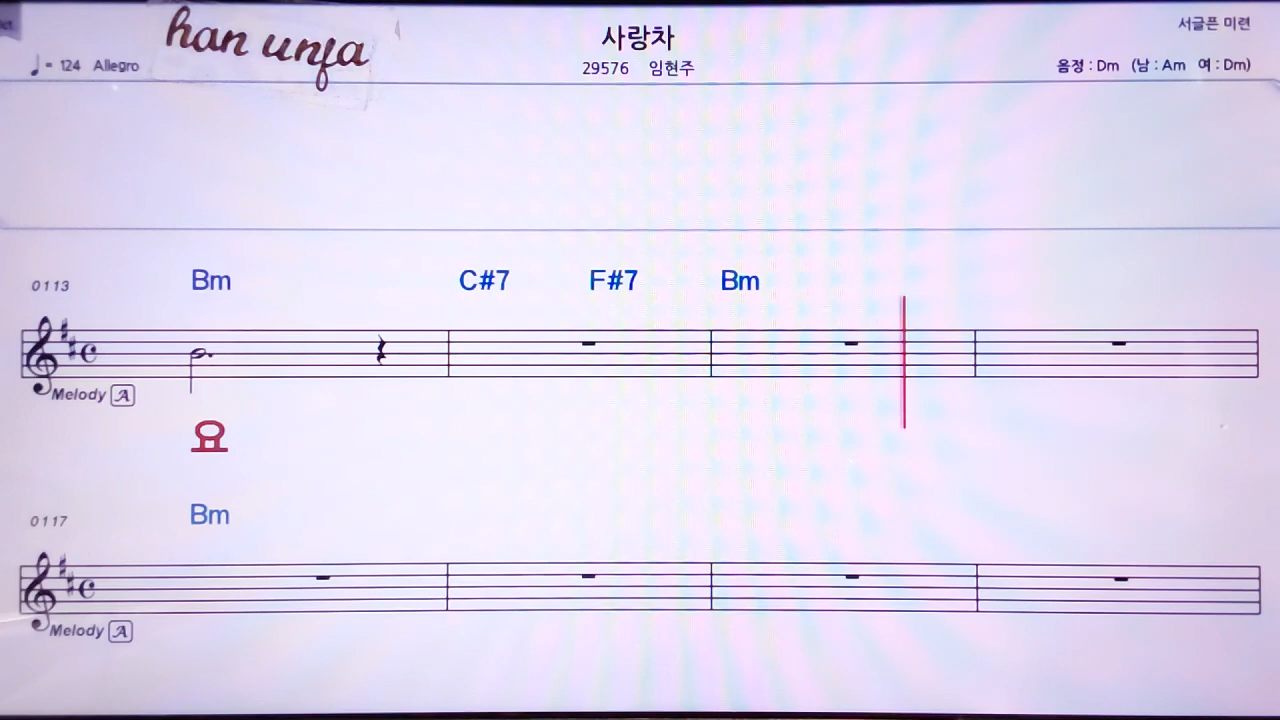 han unfa
사랑차
서글픈 미련
♩= 124 Allegro
29576 임현주
음정 : Dm (남 : Am 여 : Dm)
0113
Bm C#7 F#7 Bm
Melody A
요
0117
Bm
Melody A